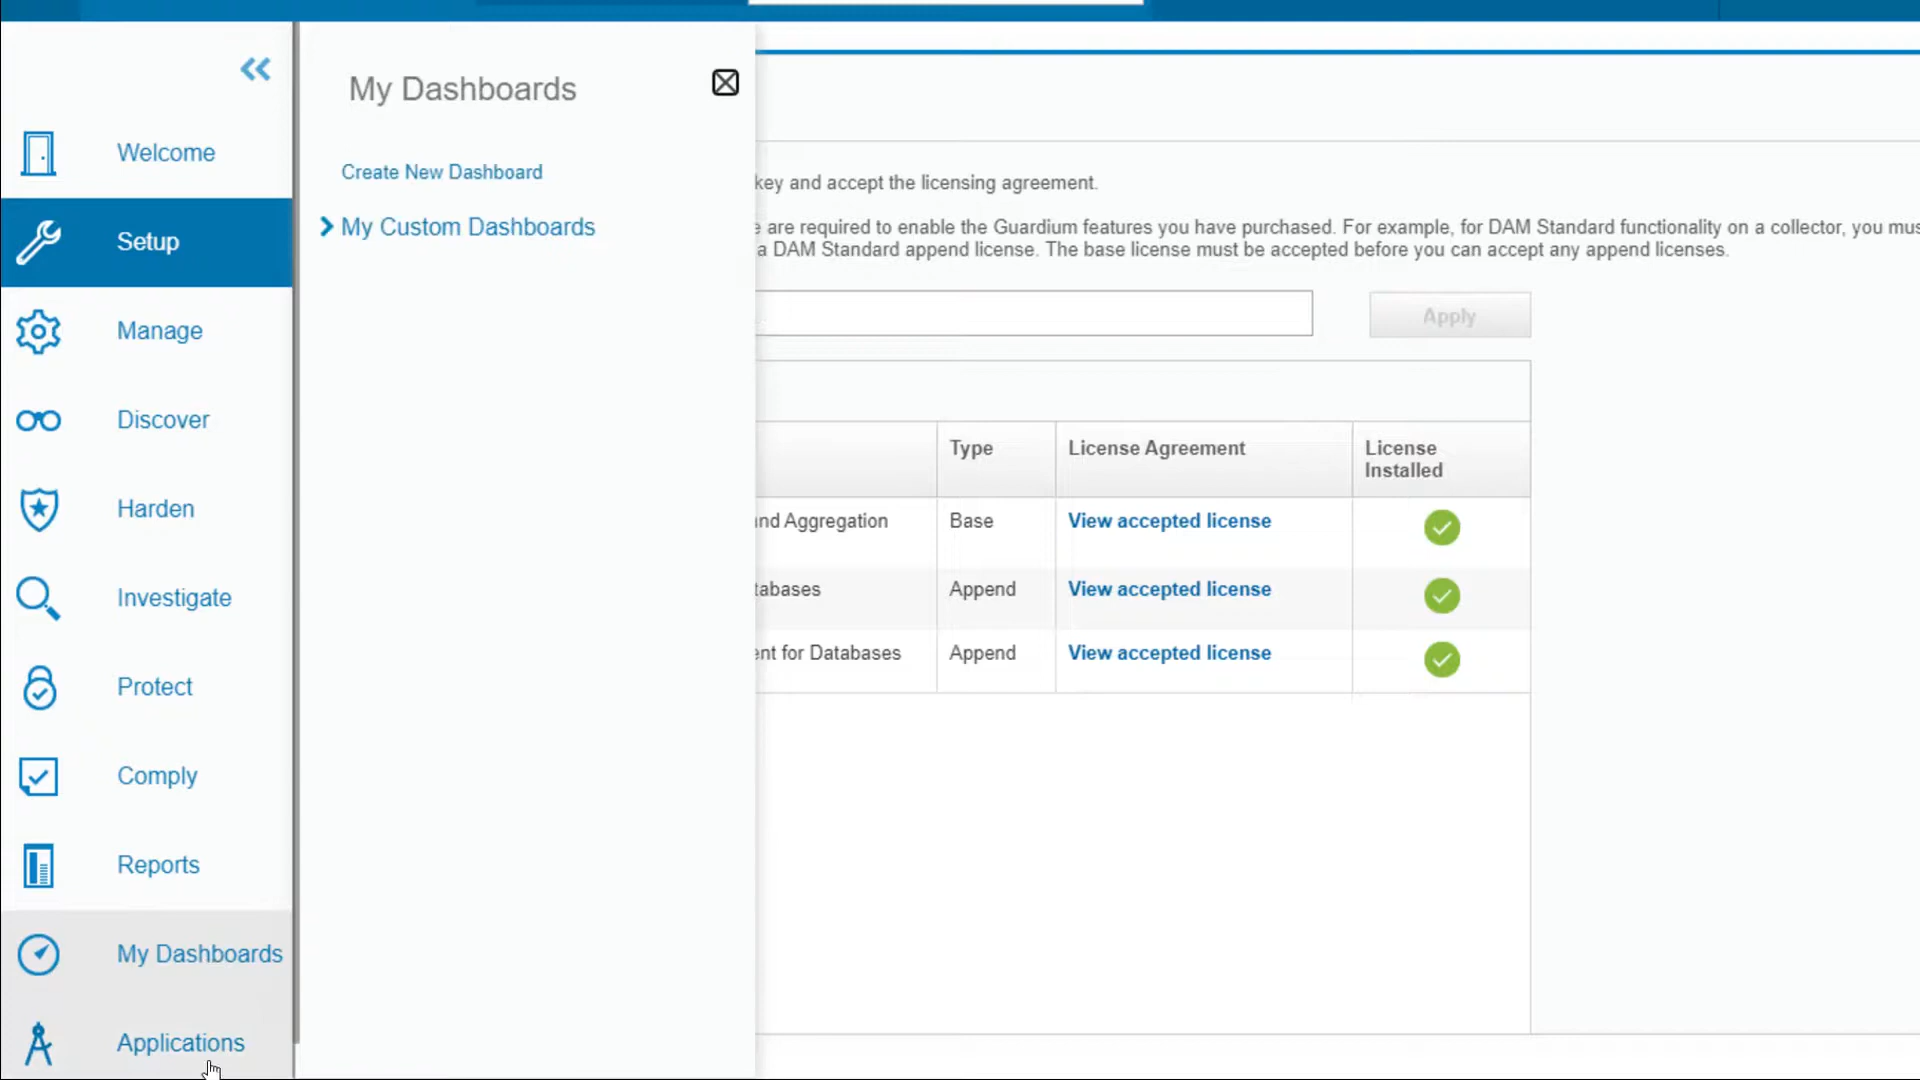 My Dashboards
Create New Dashboard
My Custom Dashboards
Welcome
Setup
Manage
Discover
Harden
Investigate
Protect
Comply
Reports
My Dashboards
Applications
key and accept the licensing agreement.
are required to enable the Guardium features you have purchased. For example, for DAM Standard functionality on a collector, you
a DAM Standard append license. The base license must be accepted before you can accept any append licenses.
Apply
Type License Agreement License
Installed
Aggregation Base View accepted license
Append View accepted license
for Databases Append View accepted license